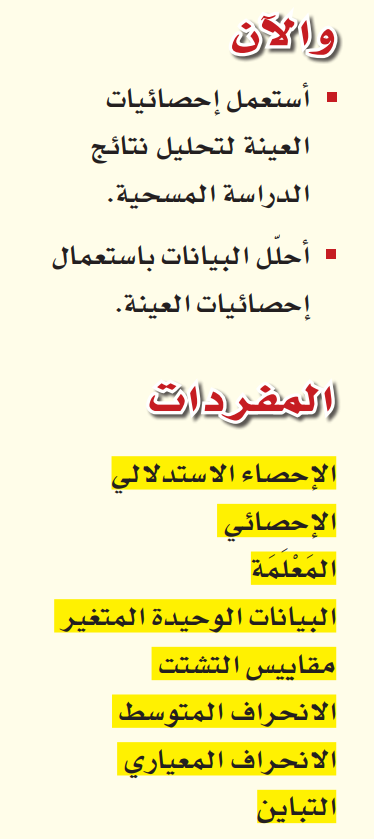 والآن
أستعمل إحصائيات
العينة لتحليل نتائج
الدراسة المسحية.
أحلّل البيانات باستعمال
إحصائيات العينة.
المفردات
الإحصاء الاستدلالي
الإحصائي
المَعْلَمَة
البيانات الوحيدة المتغير
مقاييس التشتت
الانحراف المتوسط
الانحراف المعياري
التباين